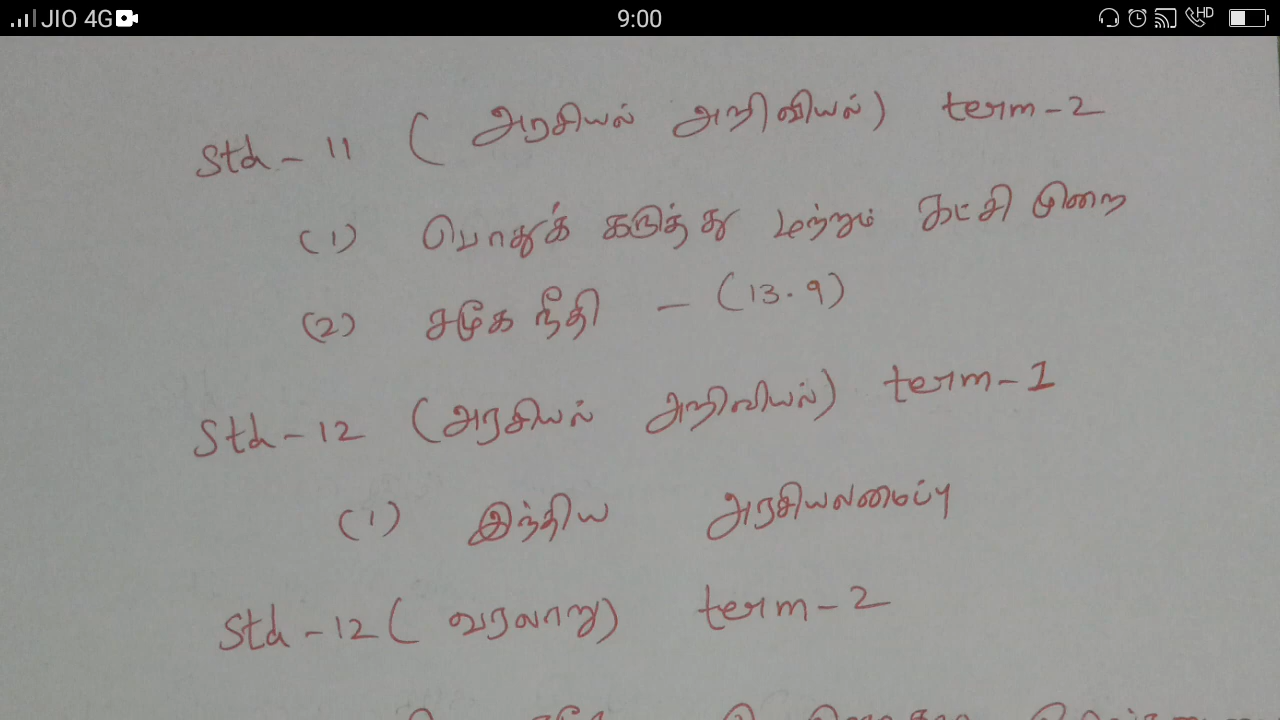 JIO 4G 9:00 HD
Std - 11 ( அரசியல் அறிவியல் ) term - 2
(1) பொதுக் கருத்து மற்றும் கட்சி முறை
(2) சமூக நீதி - (13.9)
Std - 12 (அரசியல் அறிவியல்) term - 1
(1) இந்திய அரசியலமைப்பு
Std - 12 ( வரலாறு) term - 2